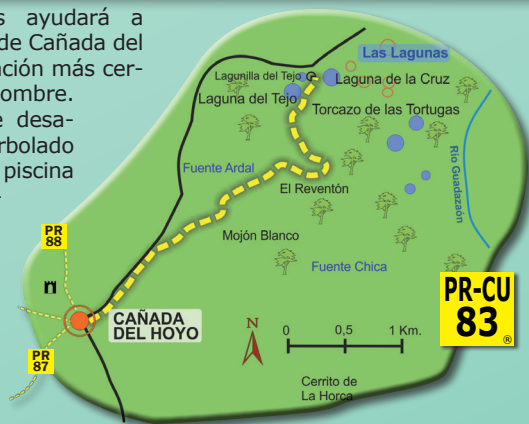 s ayudará a
de Cañada del
ación más cer-
ombre.
e desa-
rbolado
piscina
Las Lagunas
Lagunilla del Tejo
Laguna de la Cruz
Laguna del Tejo
Torcazo de las Tortugas
Río Guadazaón
Fuente Ardal
El Reventón
Mojón Blanco
Fuente Chica
PR
88
CAÑADA
DEL HOYO
PR
87
N
0 0,5 1 Km.
Cerrito de
La Horca
PR-CU
83
®